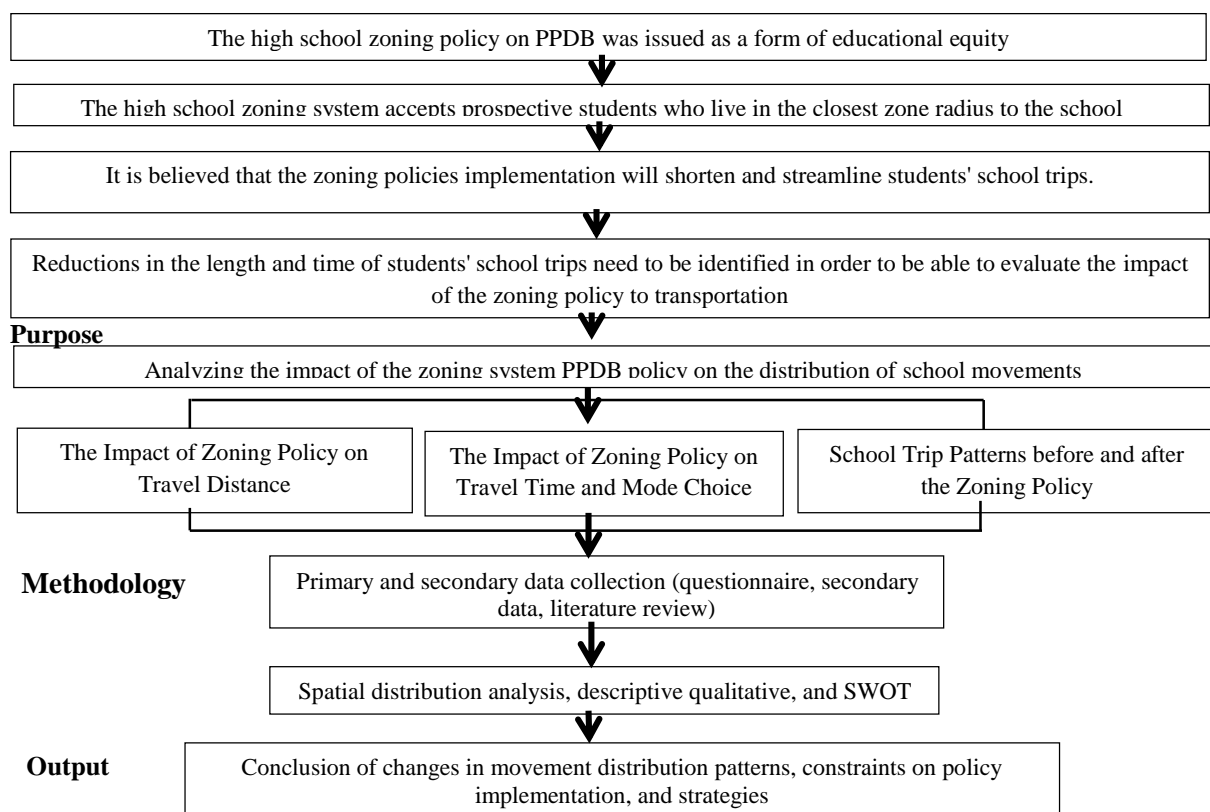 The high school zoning policy on PPDB was issued as a form of educational equity
The high school zoning system accepts prospective students who live in the closest zone radius to the school
It is believed that the zoning policies implementation will shorten and streamline students' school trips.
Reductions in the length and time of students' school trips need to be identified in order to be able to evaluate the impact
of the zoning policy to transportation
Purpose
Analyzing the impact of the zoning system PPDB policy on the distribution of school movements
The Impact of Zoning Policy on
Travel Distance
The Impact of Zoning Policy on
Travel Time and Mode Choice
School Trip Patterns before and after
the Zoning Policy
Methodology
Primary and secondary data collection (questionnaire, secondary
data, literature review)
Spatial distribution analysis, descriptive qualitative, and SWOT
Output
Conclusion of changes in movement distribution patterns, constraints on policy
implementation, and strategies